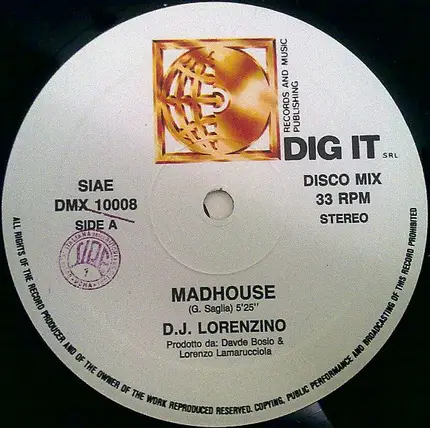 RECORDS AND MUSIC
PUBLISHING
DIG IT SRL
SIAE
DMX 10008
SIDE A
DISCO MIX
33 RPM
STEREO
MADHOUSE
(G. Saglia) 5'25"
D.J. LORENZINO
Prodotto da: Davde Bosio &
Lorenzo Lamarucciola
ALL RIGHTS OF THE RECORD PRODUCER AND OF THE OWNER OF THE WORK REPRODUCED RESERVED. COPYING, PUBLIC PERFORMANCE AND BROADCASTING OF THIS RECORD PROHIBITED